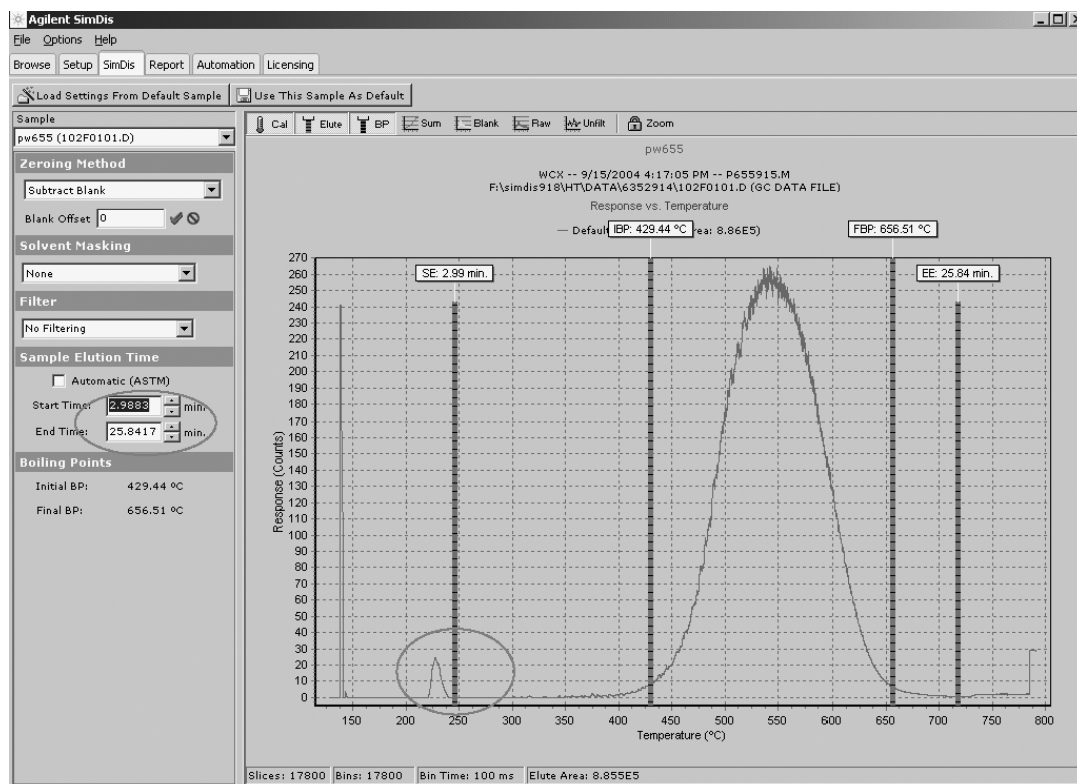 Agilent SimDis
File Options Help
Browse Setup SimDis Report Automation Licensing
Load Settings From Default Sample Use This Sample As Default
Sample
pw655 (102F0101.D)
Zeroing Method
Subtract Blank
Blank Offset 0
Solvent Masking
None
Filter
No Filtering
Sample Elution Time
Automatic (ASTM)
Start Time: 2.9883 min.
End Time: 25.8417 min.
Boiling Points
Initial BP: 429.44 ºC
Final BP: 656.51 ºC
Cal Elute BP Sum Blank Raw Unfilt Zoom
pw655
WCX -- 9/15/2004 4:17:05 PM -- P655915.M
F:\simdis918\HT\DATA\6352914\102F0101.D (GC DATA FILE)
Response vs. Temperature
Defaul IBP: 429.44 ºC rea: 8.86E5) FBP: 656.51 ºC
SE: 2.99 min. EE: 25.84 min.
270
260
250
240
230
220
210
200
190
180
170
160
150
140
130
120
110
100
90
80
70
60
50
40
30
20
10
0
Response (Counts)
150 200 250 300 350 400 450 500 550 600 650 700 750 800
Temperature (ºC)
Slices: 17800 Bins: 17800 Bin Time: 100 ms Elute Area: 8.855E5